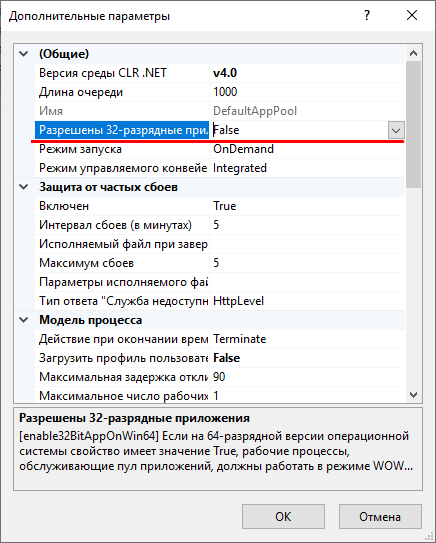 Дополнительные параметры
(Общие)
Версия среды CLR .NET v4.0
Длина очереди 1000
Имя DefaultAppPool
Разрешены 32-разрядные при. False
Режим запуска OnDemand
Режим управляемого конвейе Integrated
Защита от частых сбоев
Включен True
Интервал сбоев (в минутах) 5
Исполняемый файл при завер
Максимум сбоев 5
Параметры исполняемого фай
Тип ответа "Служба недоступн HttpLevel
Модель процесса
Действие при окончании врем Terminate
Загрузить профиль пользовате False
Максимальная задержка откли 90
Максимальное число рабочих 1
Разрешены 32-разрядные приложения
[enable32BitAppOnWin64] Если на 64-разрядной версии операционной
системы свойство имеет значение True, рабочие процессы,
обслуживающие пул приложений, должны работать в режиме WOW...
ОК
Отмена